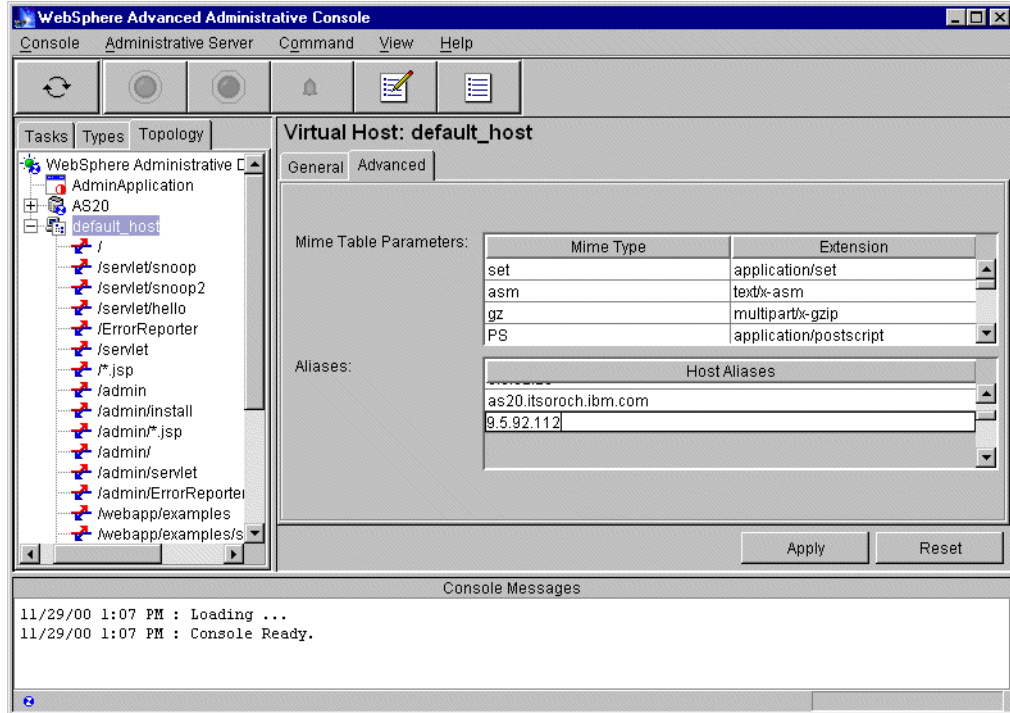 WebSphere Advanced Administrative Console
Console Administrative Server Command View Help
Tasks Types Topology
WebSphere Administrative
AdminApplication
AS20
default_host
/
/servlet/snoop
/servlet/snoop2
/servlet/hello
/ErrorReporter
/servlet
/*.jsp
/admin
/admin/install
/admin/*.jsp
/admin/
/admin/servlet
/admin/ErrorReporter
/webapp/examples
/webapp/examples/s
Virtual Host: default_host
General Advanced
Mime Table Parameters:
Mime Type Extension
set application/set
asm text/x-asm
gz multipart/x-gzip
PS application/postscript
Aliases:
Host Aliases
as20.itsoroch.ibm.com
9.5.92.112
Apply Reset
Console Messages
11/29/00 1:07 PM : Loading ...
11/29/00 1:07 PM : Console Ready.